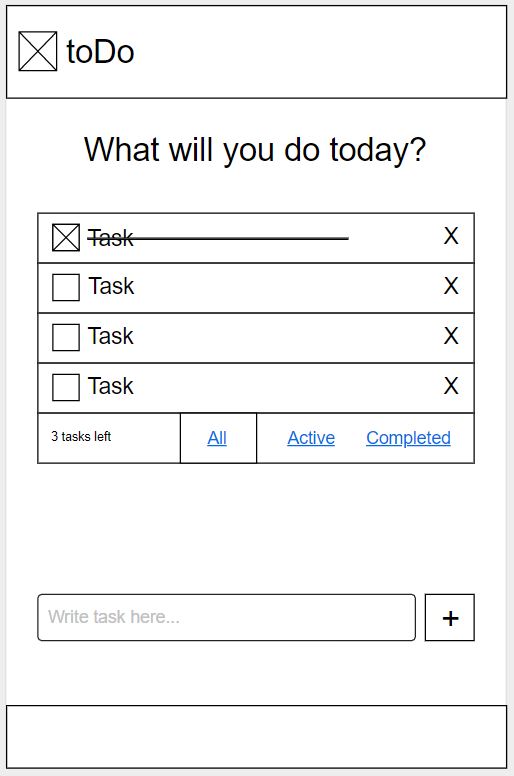 toDo
What will you do today?
Task X
Task X
Task X
Task X
3 tasks left All Active Completed
Write task here... +